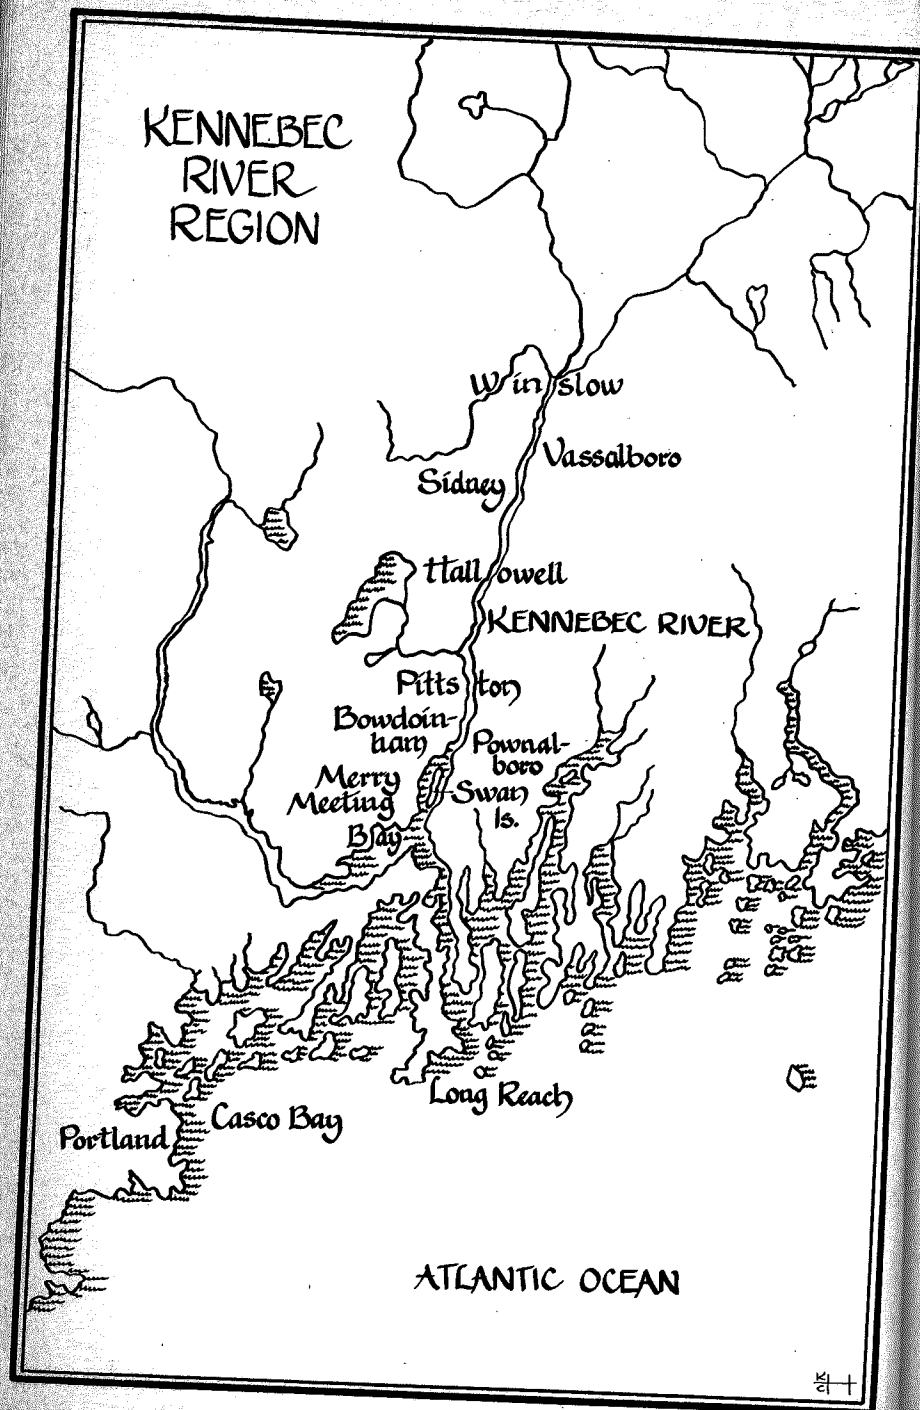 KENNEBEC
RIVER
REGION
Winslow
Vassalboro
Sidney
Hallowell
KENNEBEC RIVER
Pittston
Bowdoin-
ham
Pownal-
boro
Merry
Meeting
Bay
Swan
Is.
Long Reach
Casco Bay
Portland
ATLANTIC OCEAN